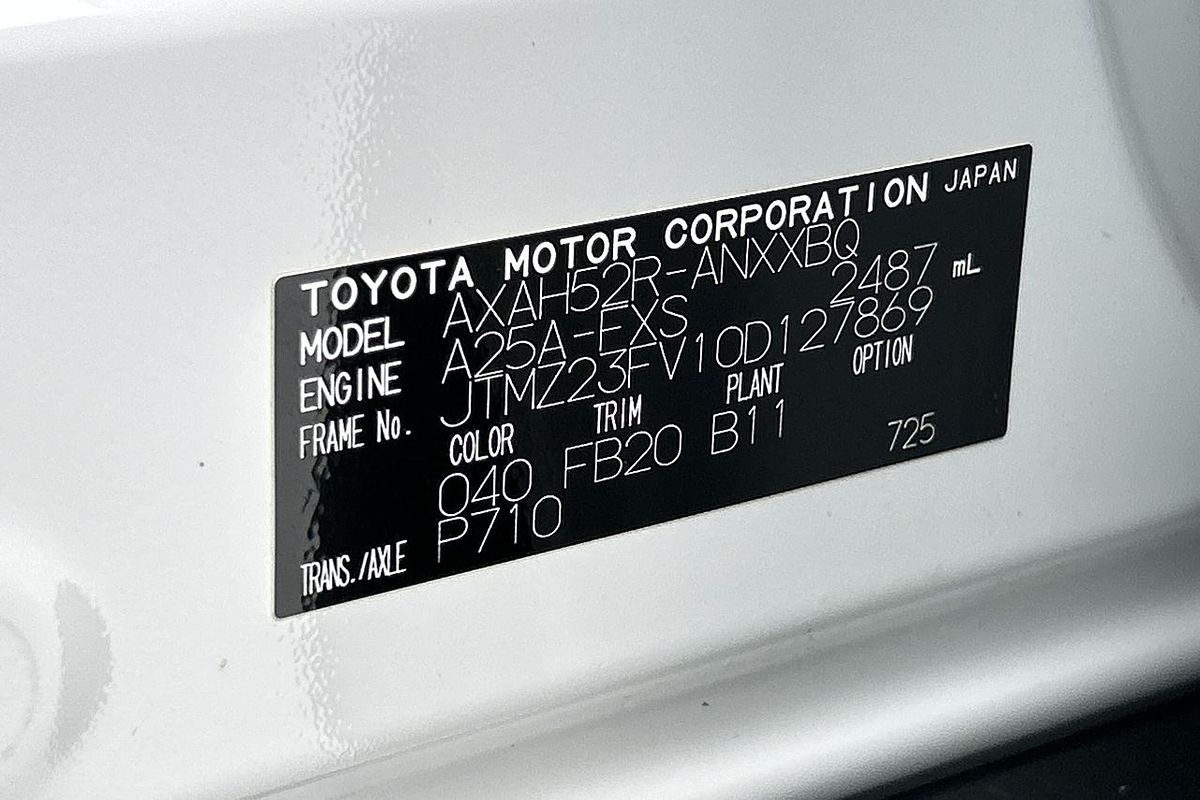 TOYOTA MOTOR CORPORATION JAPAN
MODEL AXAH52R-ANXXBQ
ENGINE A25A-FXS 2487 mL
FRAME No. JTMZ23FV10D127869
COLOR TRIM PLANT OPTION
040 FB20 B11 725
TRANS./AXLE P710